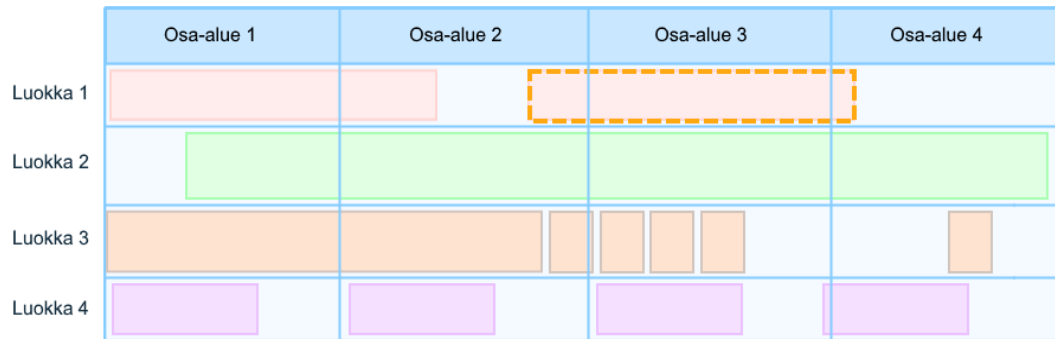 Osa-alue 1 Osa-alue 2 Osa-alue 3 Osa-alue 4
Luokka 1
Luokka 2
Luokka 3
Luokka 4